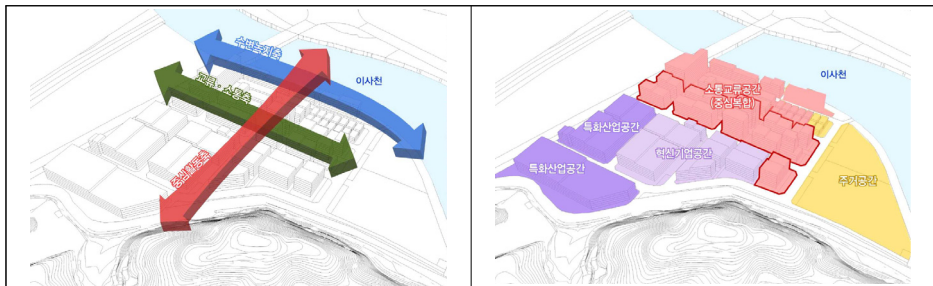 수변녹지축
이사천
교류·소통축
중심활동축
이사천
소통교류공간
(중심복합)
특화산업공간
혁신기업공간
특화산업공간
주거공간